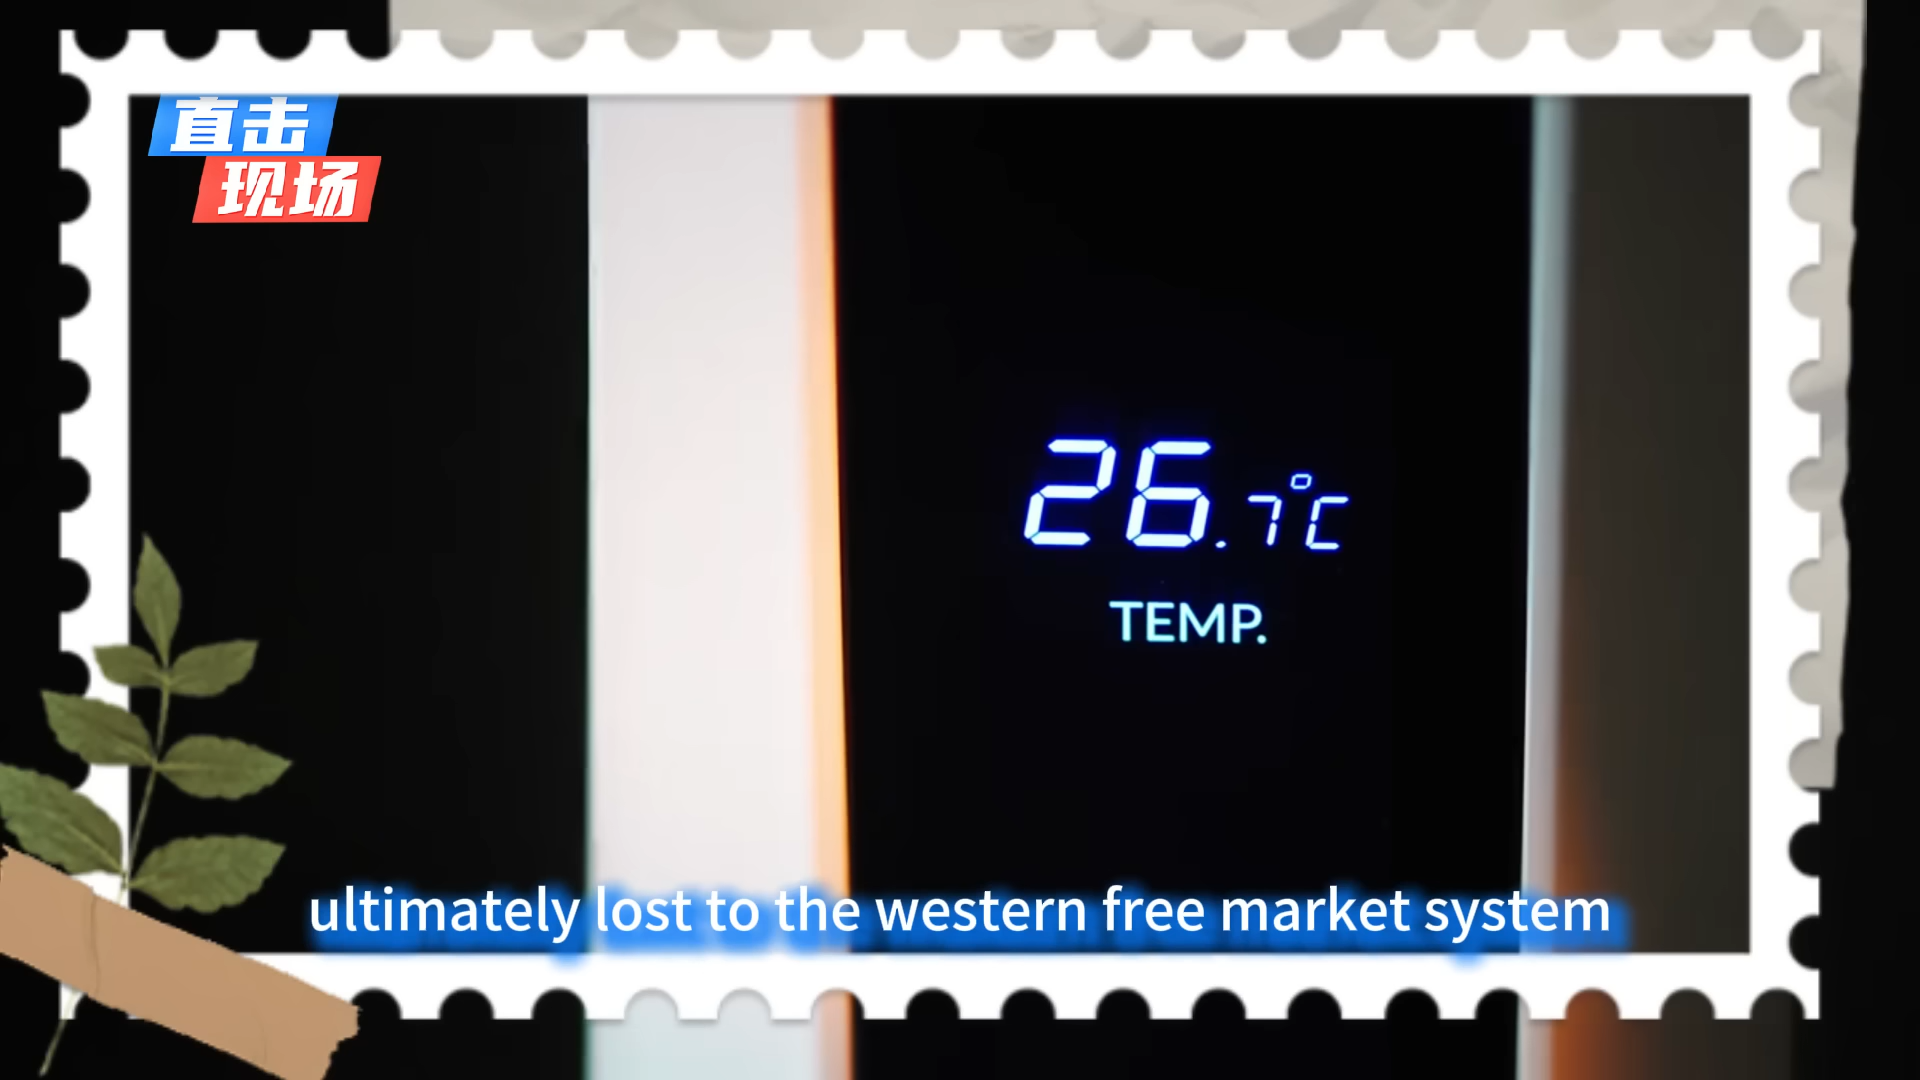 直击
现场
26.7°C
TEMP.
ultimately lost to the western free market system